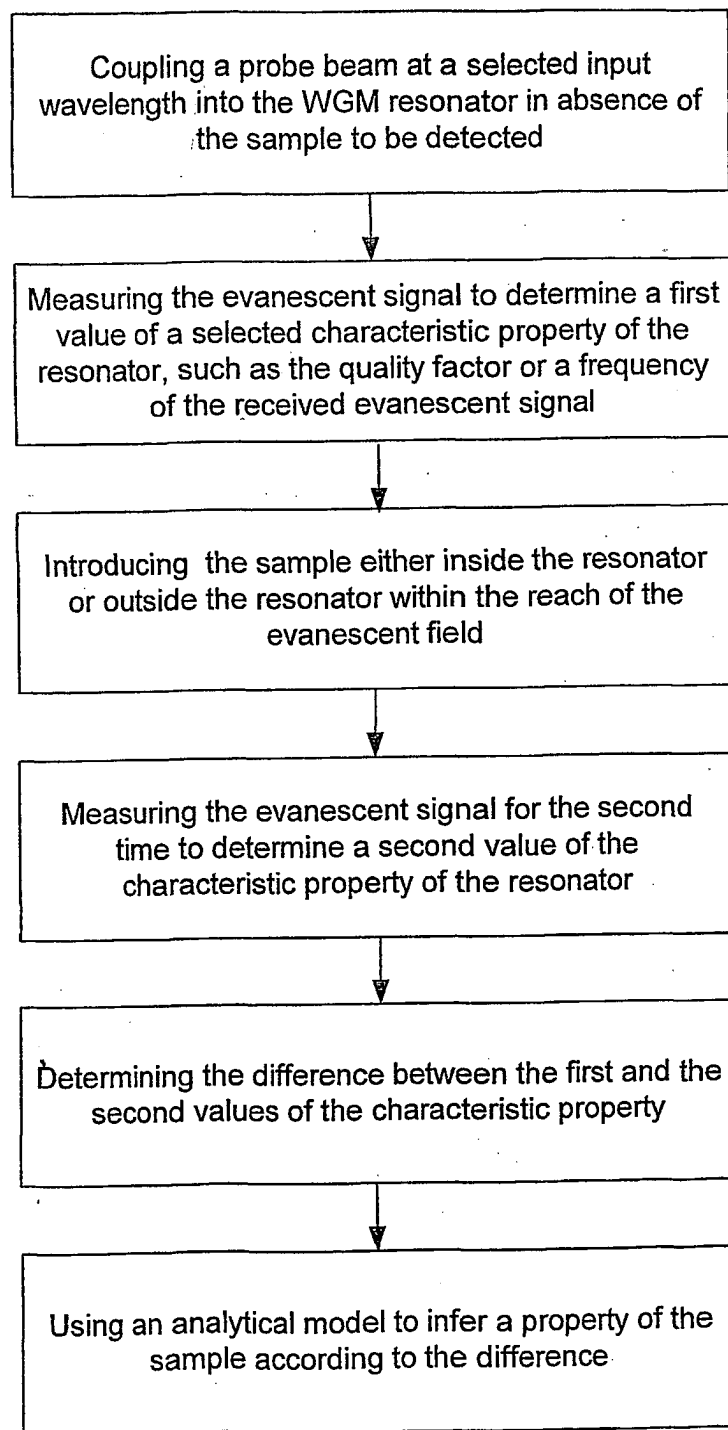 Coupling a probe beam at a selected input
wavelength into the WGM resonator in absence of
the sample to be detected
Measuring the evanescent signal to determine a first
value of a selected characteristic property of the
resonator, such as the quality factor or a frequency
of the received evanescent signal
Introducing the sample either inside the resonator
or outside the resonator within the reach of the
evanescent field
Measuring the evanescent signal for the second
time to determine a second value of the
characteristic property of the resonator
Determining the difference between the first and the
second values of the characteristic property
Using an analytical model to infer a property of the
sample according to the difference